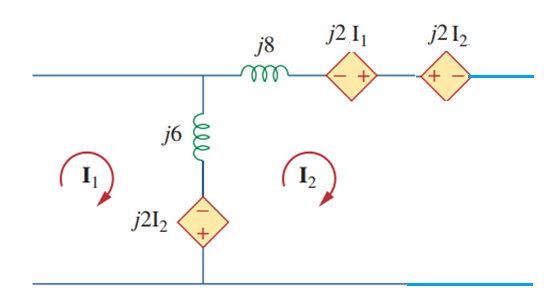 j8
j2 I₁
j2 I₂
− +
+ −
j6
I₁
I₂
j2I₂
−
+